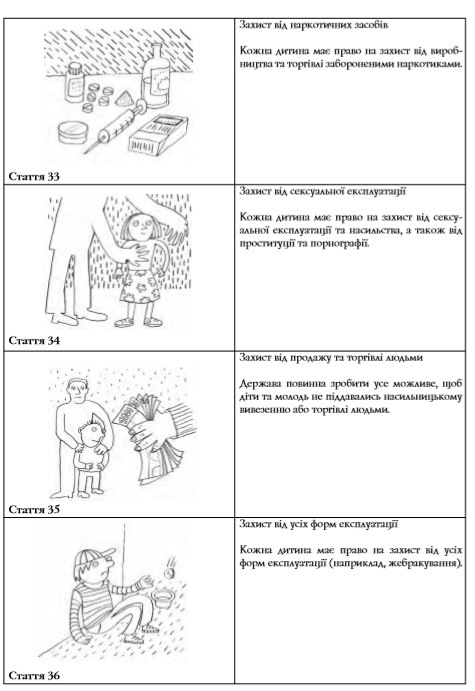 Захист від наркотичних засобів
Кожна дитина має право на захист від вироб-
ництва та торгівлі забороненими наркотиками.
Стаття 33
Захист від сексуальної експлуатації
Кожна дитина має право на захист від сексу-
альної експлуатації та насильства, а також від
проституції та порнографії.
Стаття 34
Захист від продажу та торгівлі людьми
Держава повинна зробити усе можливе, щоб
діти та молодь не піддавались насильницькому
вивезенню або торгівлі людьми.
Стаття 35
Захист від усіх форм експлуатації
Кожна дитина має право на захист від усіх
форм експлуатації (наприклад, жебракування).
Стаття 36